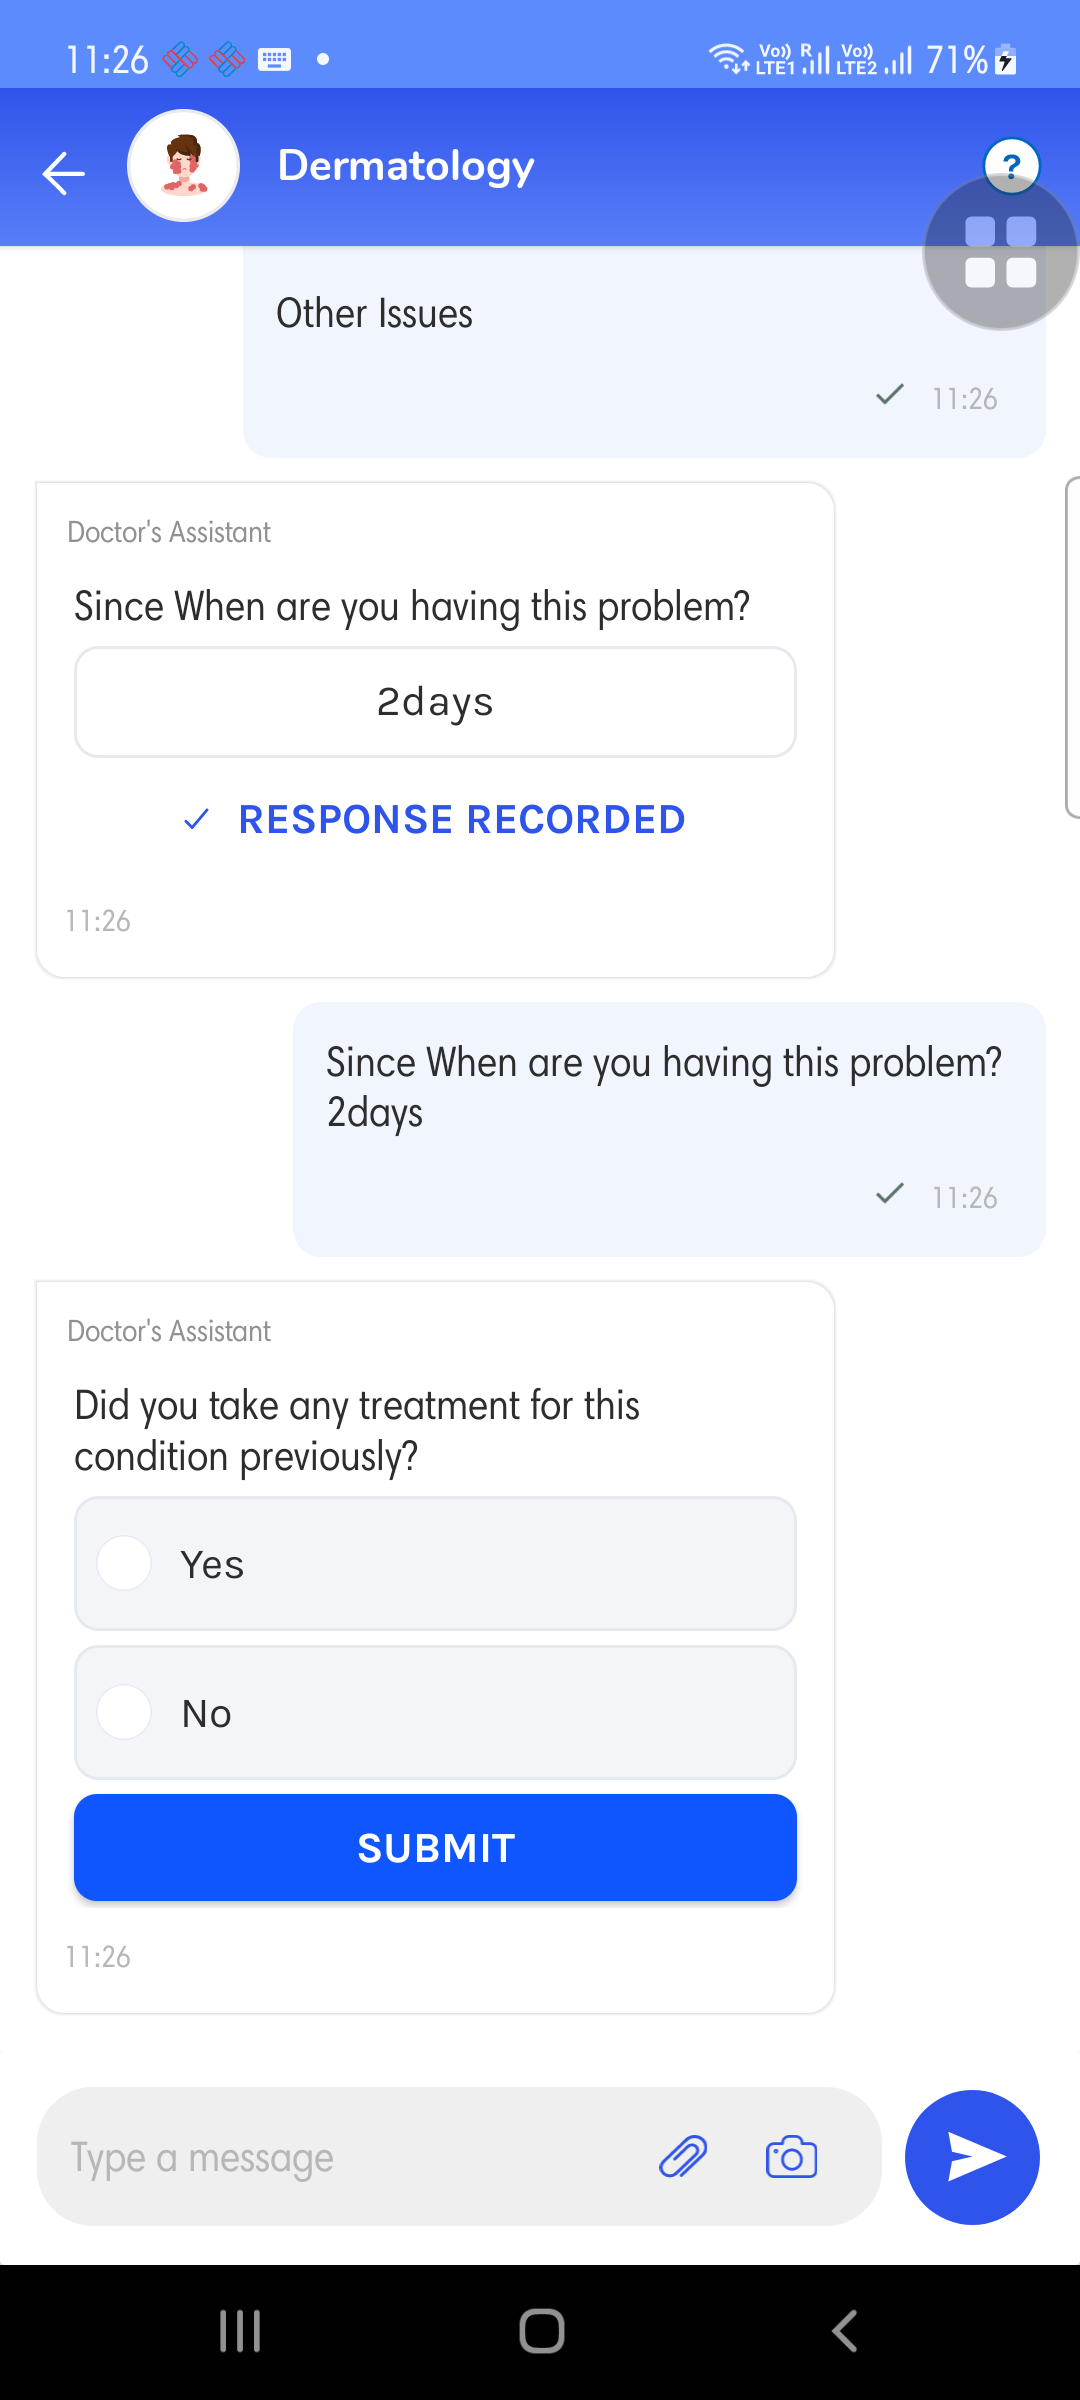 11:26
Vo)) R Vo)) 71%
LTE1 LTE2
Dermatology
?
Other Issues
11:26
Doctor's Assistant
Since When are you having this problem?
2days
RESPONSE RECORDED
11:26
Since When are you having this problem?
2days
11:26
Doctor's Assistant
Did you take any treatment for this
condition previously?
Yes
No
SUBMIT
11:26
Type a message